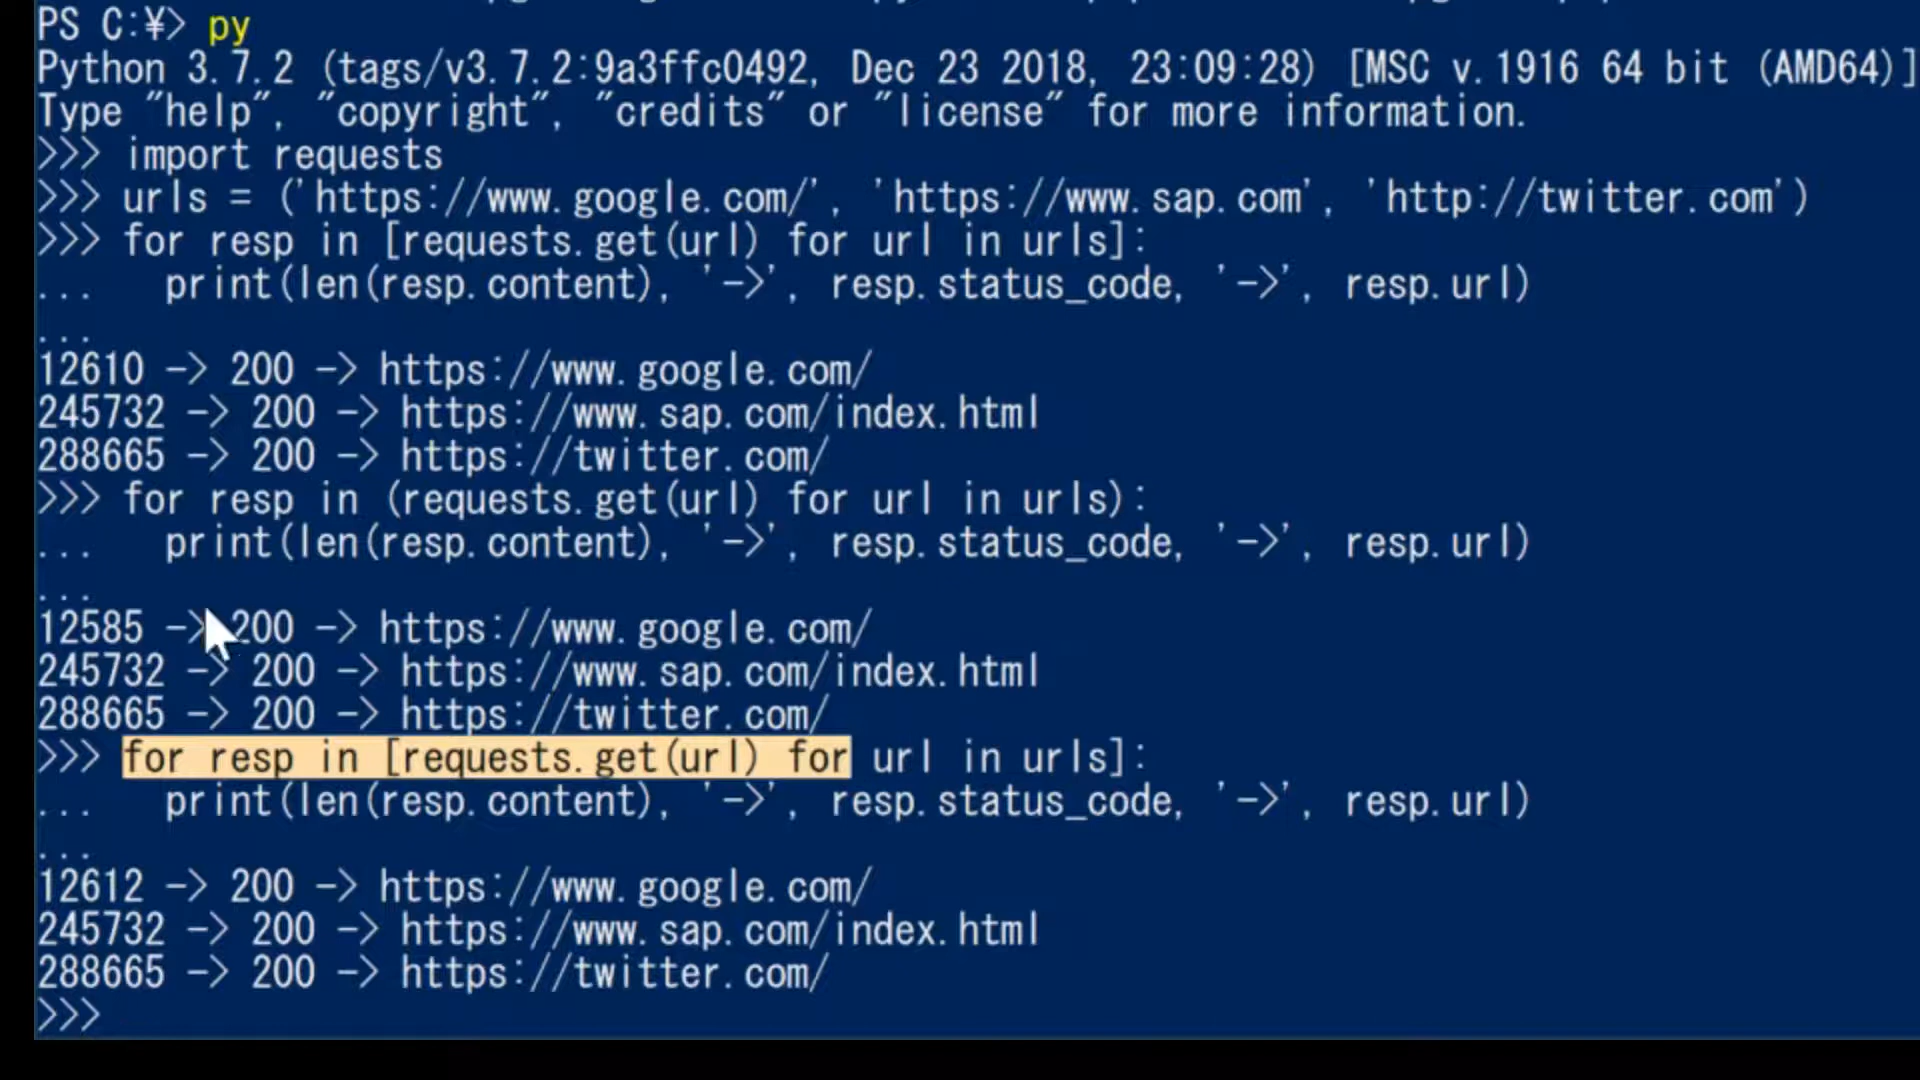 PS C:¥> py
Python 3.7.2 (tags/v3.7.2:9a3ffc0492, Dec 23 2018, 23:09:28) [MSC v.1916 64 bit (AMD64)]
Type "help", "copyright", "credits" or "license" for more information.
>>> import requests
>>> urls = ('https://www.google.com/', 'https://www.sap.com', 'http://twitter.com')
>>> for resp in [requests.get(url) for url in urls]:
...   print(len(resp.content), '->', resp.status_code, '->', resp.url)
...
12610 -> 200 -> https://www.google.com/
245732 -> 200 -> https://www.sap.com/index.html
288665 -> 200 -> https://twitter.com/
>>> for resp in (requests.get(url) for url in urls):
...   print(len(resp.content), '->', resp.status_code, '->', resp.url)
...
12585 -> 200 -> https://www.google.com/
245732 -> 200 -> https://www.sap.com/index.html
288665 -> 200 -> https://twitter.com/
>>> for resp in [requests.get(url) for url in urls]:
...   print(len(resp.content), '->', resp.status_code, '->', resp.url)
...
12612 -> 200 -> https://www.google.com/
245732 -> 200 -> https://www.sap.com/index.html
288665 -> 200 -> https://twitter.com/
>>>